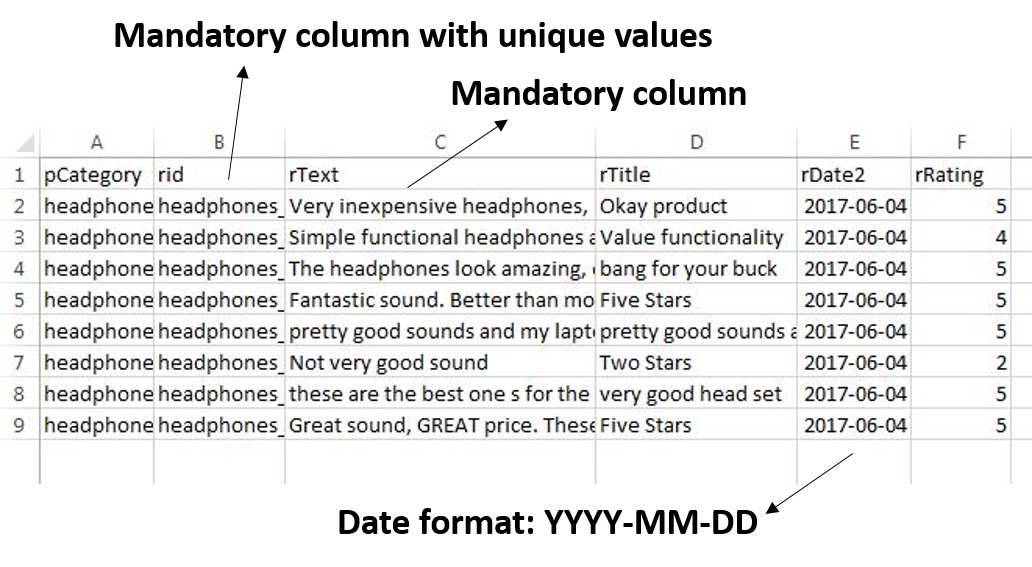 Mandatory column with unique values
Mandatory column
A B C D E F
1 pCategory rid rText rTitle rDate2 rRating
2 headphone headphones_ Very inexpensive headphones, Okay product 2017-06-04 5
3 headphone headphones_ Simple functional headphones a Value functionality 2017-06-04 4
4 headphone headphones_ The headphones look amazing, bang for your buck 2017-06-04 5
5 headphone headphones_ Fantastic sound. Better than mo Five Stars 2017-06-04 5
6 headphone headphones_ pretty good sounds and my lapt pretty good sounds a 2017-06-04 5
7 headphone headphones_ Not very good sound Two Stars 2017-06-04 2
8 headphone headphones_ these are the best one s for the very good head set 2017-06-04 5
9 headphone headphones_ Great sound, GREAT price. These Five Stars 2017-06-04 5
Date format: YYYY-MM-DD